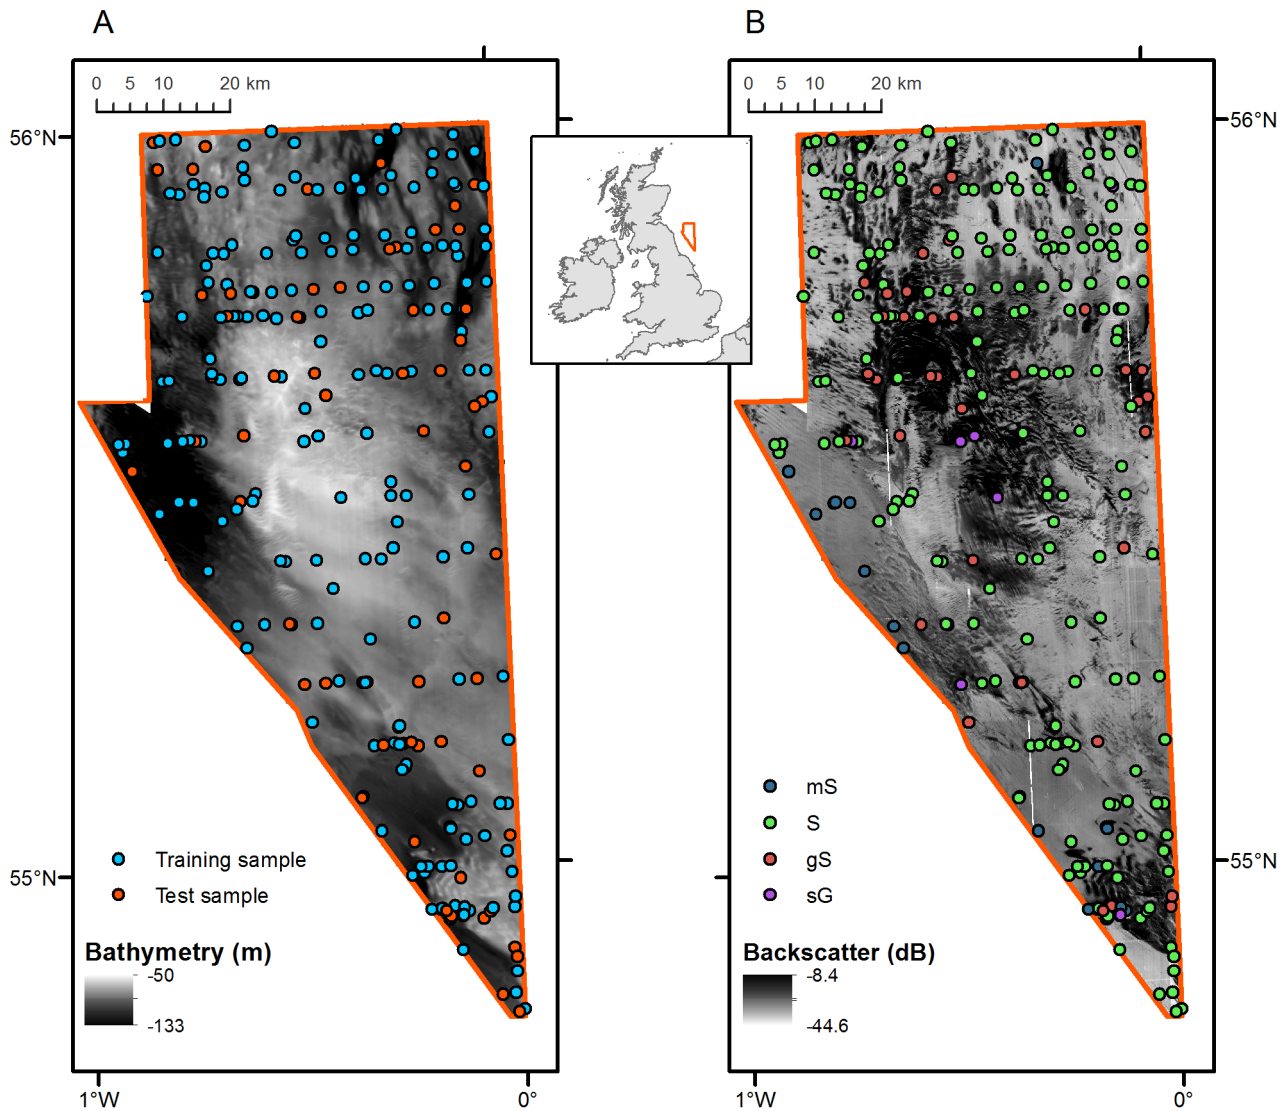 A
B
0 5 10 20 km
0 5 10 20 km
56°N
56°N
mS
S
gS
sG
Training sample
Test sample
55°N
55°N
Bathymetry (m)
-50
-133
Backscatter (dB)
-8.4
-44.6
1°W
0°
1°W
0°